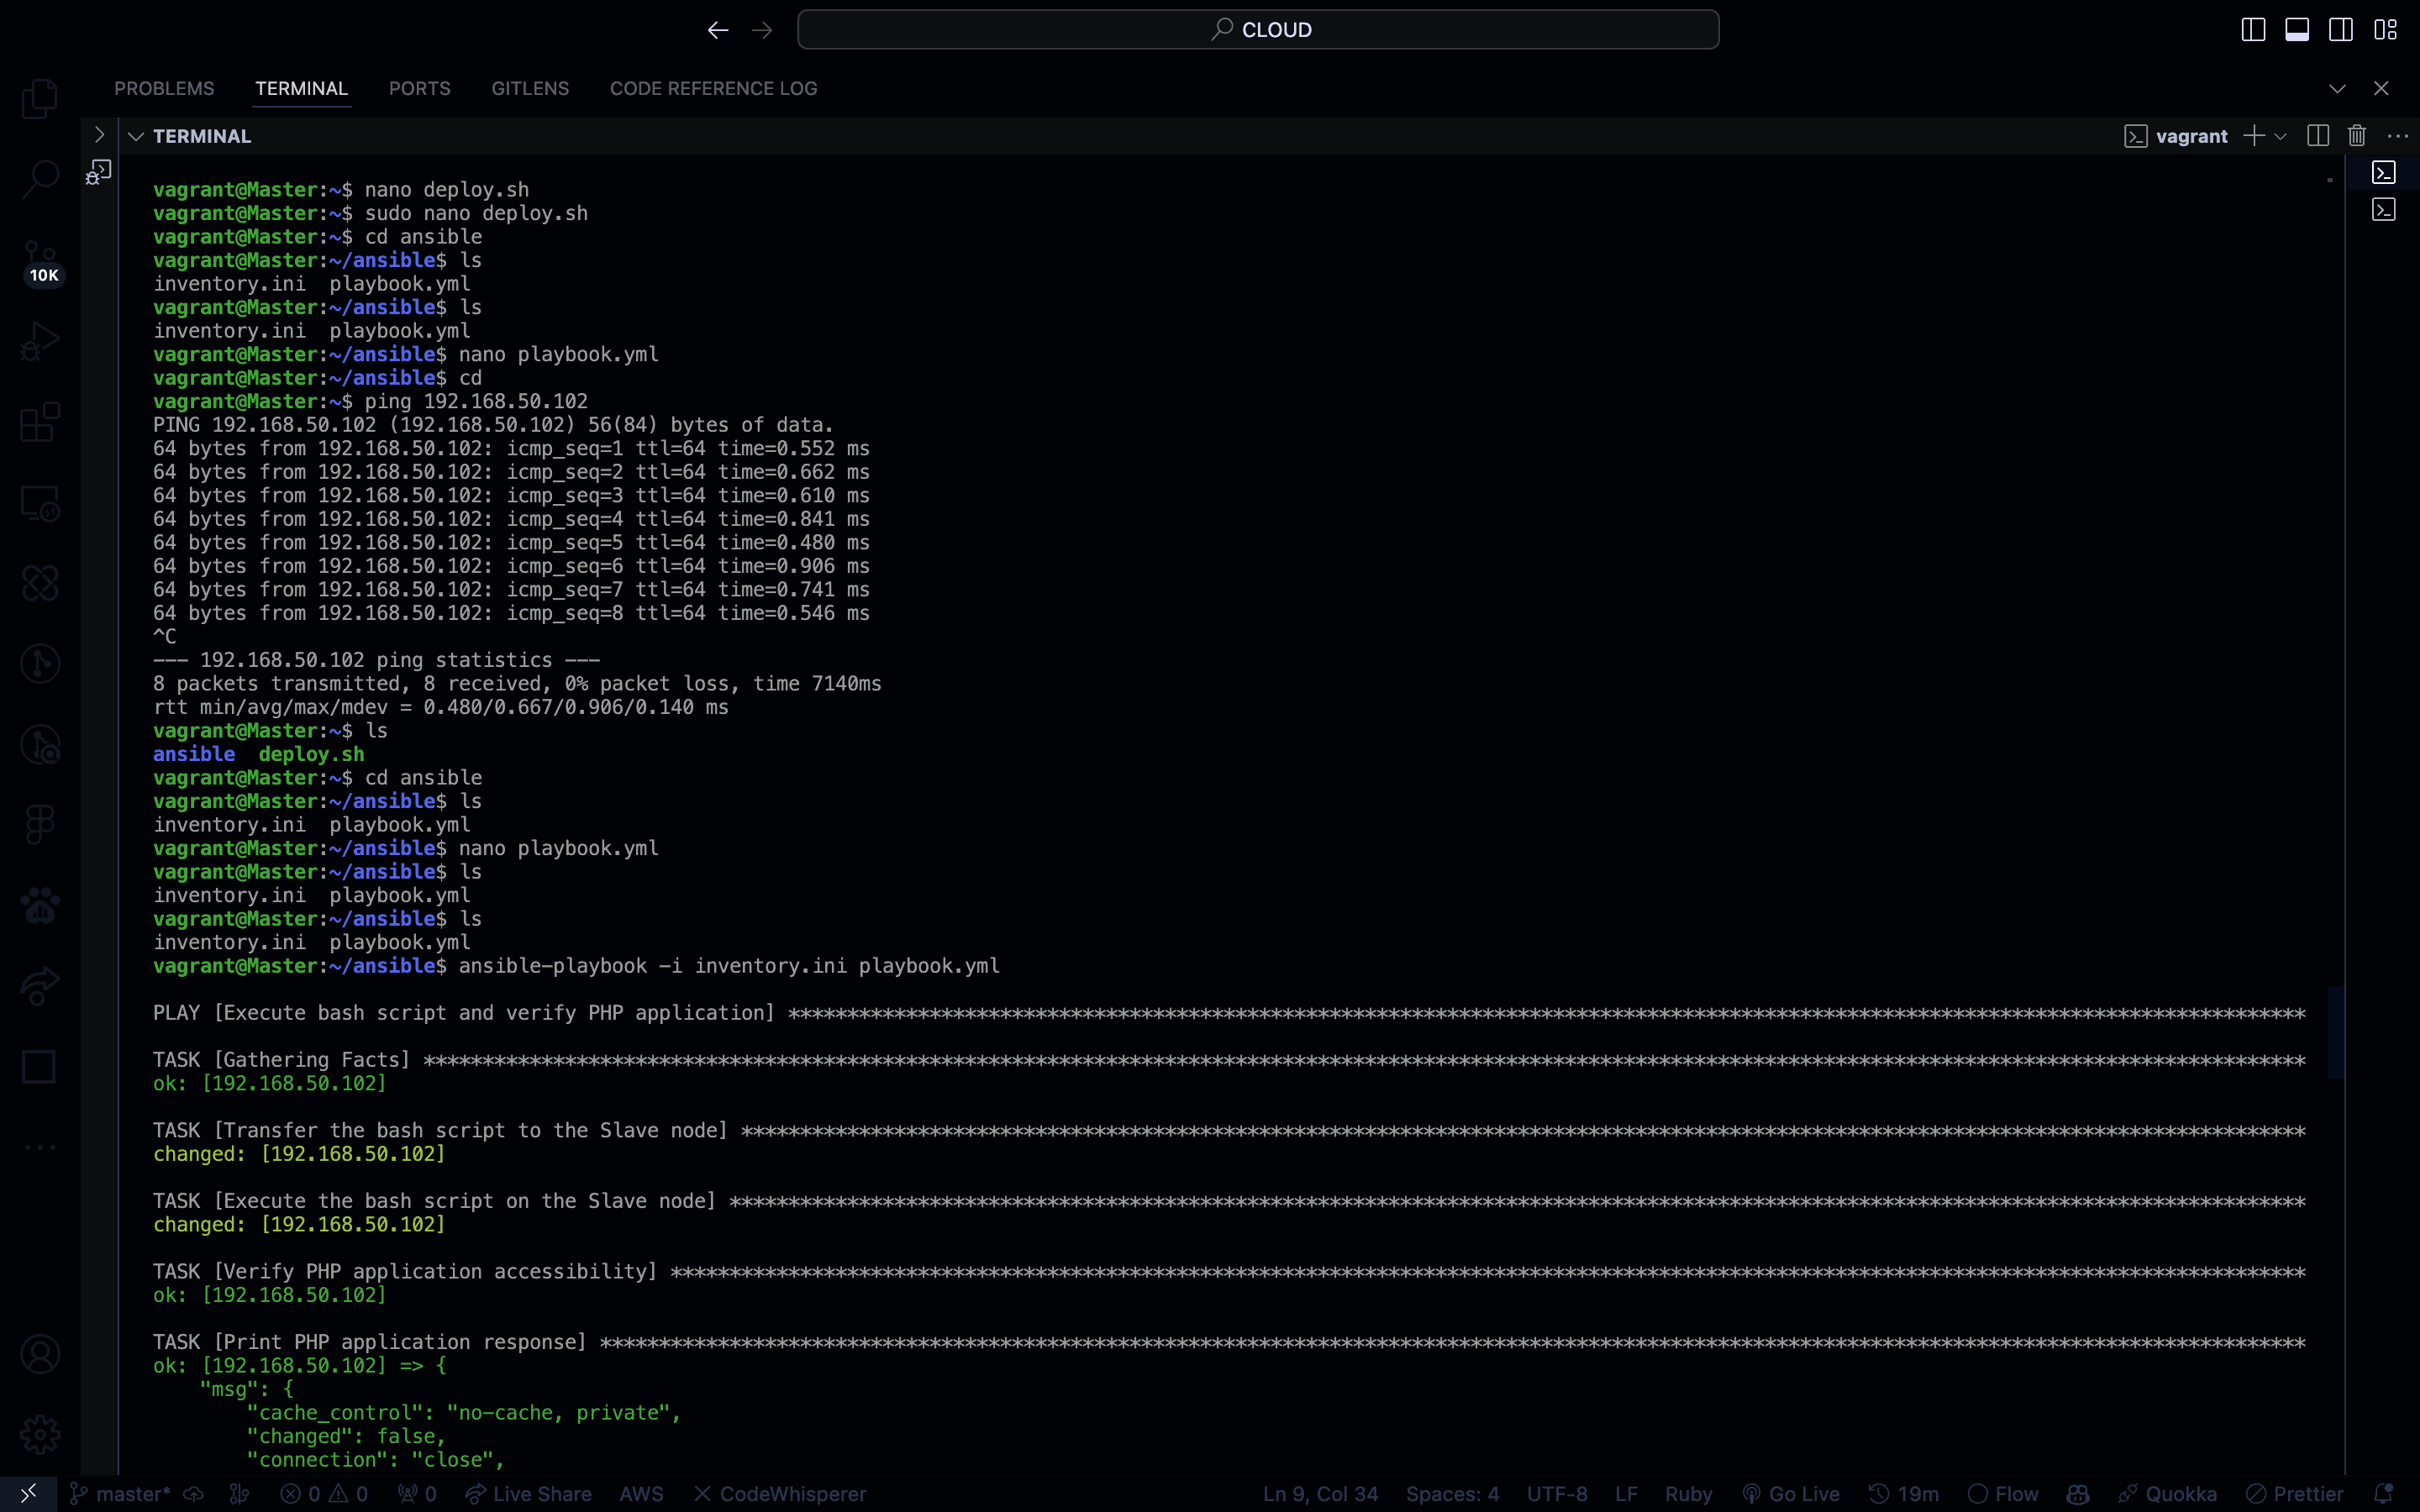 CLOUD
PROBLEMS TERMINAL PORTS GITLENS CODE REFERENCE LOG
TERMINAL
vagrant
10K
vagrant@Master:~$ nano deploy.sh
vagrant@Master:~$ sudo nano deploy.sh
vagrant@Master:~$ cd ansible
vagrant@Master:~/ansible$ ls
inventory.ini  playbook.yml
vagrant@Master:~/ansible$ ls
inventory.ini  playbook.yml
vagrant@Master:~/ansible$ nano playbook.yml
vagrant@Master:~/ansible$ cd
vagrant@Master:~$ ping 192.168.50.102
PING 192.168.50.102 (192.168.50.102) 56(84) bytes of data.
64 bytes from 192.168.50.102: icmp_seq=1 ttl=64 time=0.552 ms
64 bytes from 192.168.50.102: icmp_seq=2 ttl=64 time=0.662 ms
64 bytes from 192.168.50.102: icmp_seq=3 ttl=64 time=0.610 ms
64 bytes from 192.168.50.102: icmp_seq=4 ttl=64 time=0.841 ms
64 bytes from 192.168.50.102: icmp_seq=5 ttl=64 time=0.480 ms
64 bytes from 192.168.50.102: icmp_seq=6 ttl=64 time=0.906 ms
64 bytes from 192.168.50.102: icmp_seq=7 ttl=64 time=0.741 ms
64 bytes from 192.168.50.102: icmp_seq=8 ttl=64 time=0.546 ms
^C
--- 192.168.50.102 ping statistics ---
8 packets transmitted, 8 received, 0% packet loss, time 7140ms
rtt min/avg/max/mdev = 0.480/0.667/0.906/0.140 ms
vagrant@Master:~$ ls
ansible  deploy.sh
vagrant@Master:~$ cd ansible
vagrant@Master:~/ansible$ ls
inventory.ini  playbook.yml
vagrant@Master:~/ansible$ nano playbook.yml
vagrant@Master:~/ansible$ ls
inventory.ini  playbook.yml
vagrant@Master:~/ansible$ ls
inventory.ini  playbook.yml
vagrant@Master:~/ansible$ ansible-playbook -i inventory.ini playbook.yml
PLAY [Execute bash script and verify PHP application] *********************************************************************************************************************************
TASK [Gathering Facts] ****************************************************************************************************************************************************************
ok: [192.168.50.102]
TASK [Transfer the bash script to the Slave node] *************************************************************************************************************************************
changed: [192.168.50.102]
TASK [Execute the bash script on the Slave node] **************************************************************************************************************************************
changed: [192.168.50.102]
TASK [Verify PHP application accessibility] *******************************************************************************************************************************************
ok: [192.168.50.102]
TASK [Print PHP application response] *************************************************************************************************************************************************
ok: [192.168.50.102] => {
    "msg": {
        "cache_control": "no-cache, private",
        "changed": false,
        "connection": "close",
master* 0 0 0 Live Share AWS CodeWhisperer Ln 9, Col 34 Spaces: 4 UTF-8 LF Ruby Go Live 19m Flow Quokka Prettier